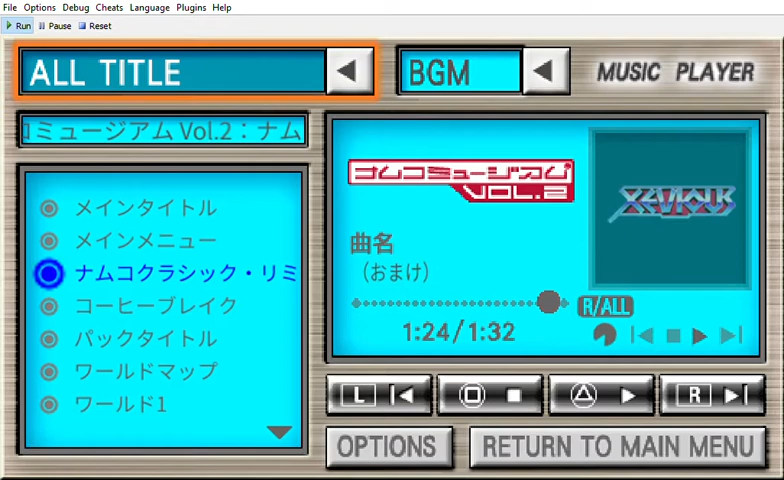 File Options Debug Cheats Language Plugins Help
Run Pause Reset
ALL TITLE
BGM
MUSIC PLAYER
ミュージアム Vol.2：ナム
メインタイトル
メインメニュー
ナムコクラシック・リミ
コーヒーブレイク
パックタイトル
ワールドマップ
ワールド1
ナムコミュージアム
VOL.2
XEVIOUS
曲名
（おまけ）
R/ALL
1:24/1:32
L
R
OPTIONS
RETURN TO MAIN MENU